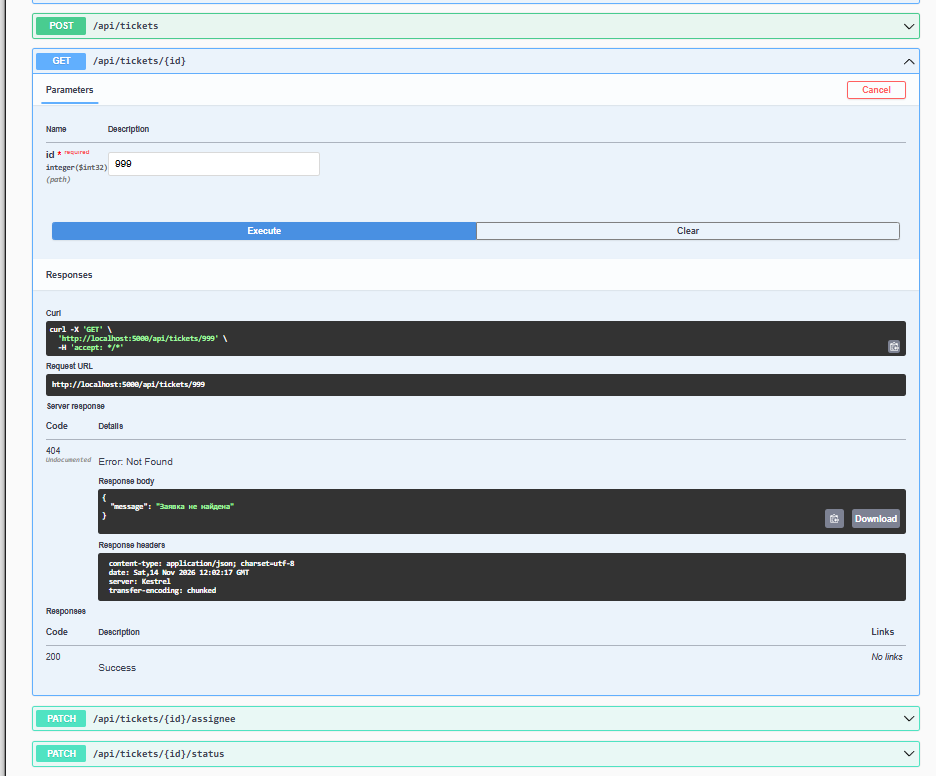 POST /api/tickets
GET /api/tickets/{id}
Parameters
Cancel
Name Description
id * required
integer($int32)
(path)
999
Execute Clear
Responses
Curl
curl -X 'GET' \
'http://localhost:5000/api/tickets/999' \
-H 'accept: */*'
Request URL
http://localhost:5000/api/tickets/999
Server response
Code Details
404
Undocumented
Error: Not Found
Response body
{
"message": "Заявка не найдена"
}
Download
Response headers
content-type: application/json; charset=utf-8
date: Sat,14 Nov 2026 12:02:17 GMT
server: Kestrel
transfer-encoding: chunked
Responses
Code Description Links
200 No links
Success
PATCH /api/tickets/{id}/assignee
PATCH /api/tickets/{id}/status